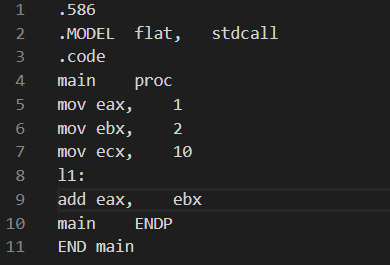 1 .586
2 .MODEL flat, stdcall
3 .code
4 main proc
5 mov eax, 1
6 mov ebx, 2
7 mov ecx, 10
8 l1:
9 add eax, ebx
10 main ENDP
11 END main